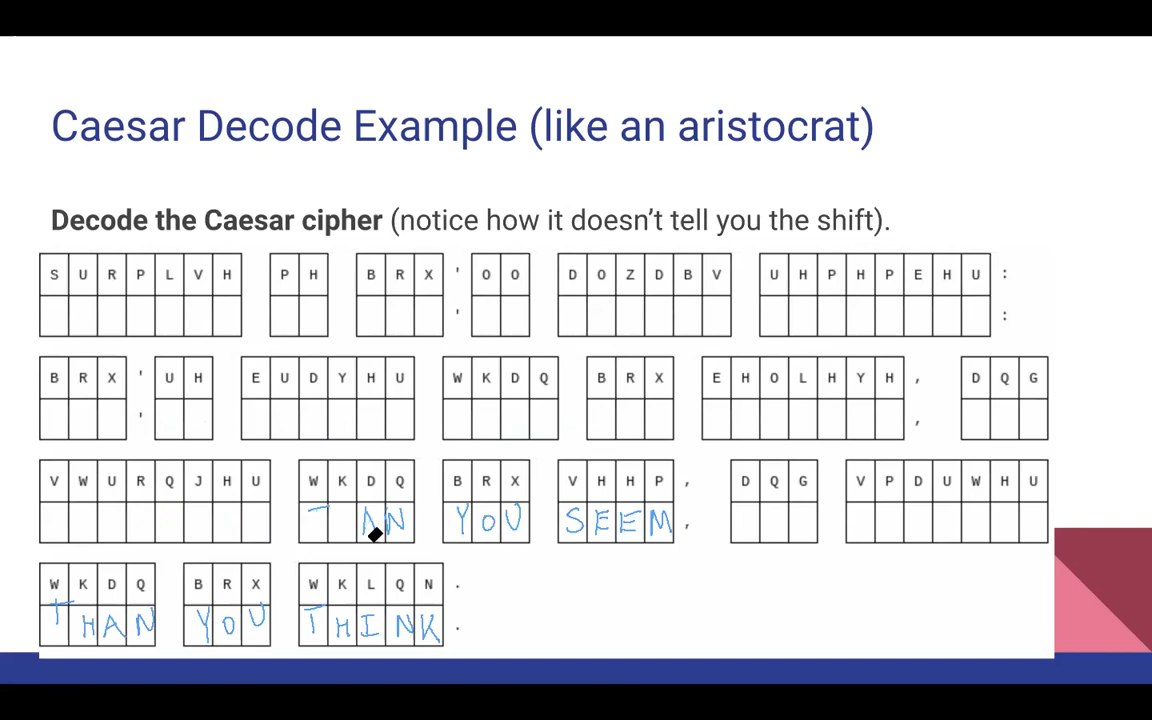 Caesar Decode Example (like an aristocrat)
Decode the Caesar cipher (notice how it doesn't tell you the shift).
S U R P L V H P H B R X ' O O D O Z D B V U H P H P E H U :
' :
B R X ' U H E U D Y H U W K D Q B R X E H O L H Y H , D Q G
' ,
V W U R Q J H U W K D Q B R X V H H P , D Q G V P D U W H U
T A N Y O U S E E M ,
W K D Q B R X W K L Q N .
T H A N Y O U T H I N K .